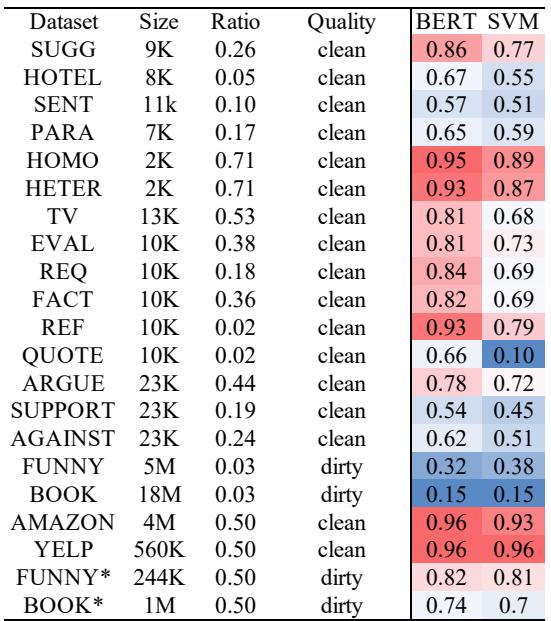 Dataset Size Ratio Quality BERT SVM
SUGG 9K 0.26 clean 0.86 0.77
HOTEL 8K 0.05 clean 0.67 0.55
SENT 11k 0.10 clean 0.57 0.51
PARA 7K 0.17 clean 0.65 0.59
HOMO 2K 0.71 clean 0.95 0.89
HETER 2K 0.71 clean 0.93 0.87
TV 13K 0.53 clean 0.81 0.68
EVAL 10K 0.38 clean 0.81 0.73
REQ 10K 0.18 clean 0.84 0.69
FACT 10K 0.36 clean 0.82 0.69
REF 10K 0.02 clean 0.93 0.79
QUOTE 10K 0.02 clean 0.66 0.10
ARGUE 23K 0.44 clean 0.78 0.72
SUPPORT 23K 0.19 clean 0.54 0.45
AGAINST 23K 0.24 clean 0.62 0.51
FUNNY 5M 0.03 dirty 0.32 0.38
BOOK 18M 0.03 dirty 0.15 0.15
AMAZON 4M 0.50 clean 0.96 0.93
YELP 560K 0.50 clean 0.96 0.96
FUNNY* 244K 0.50 dirty 0.82 0.81
BOOK* 1M 0.50 dirty 0.74 0.7